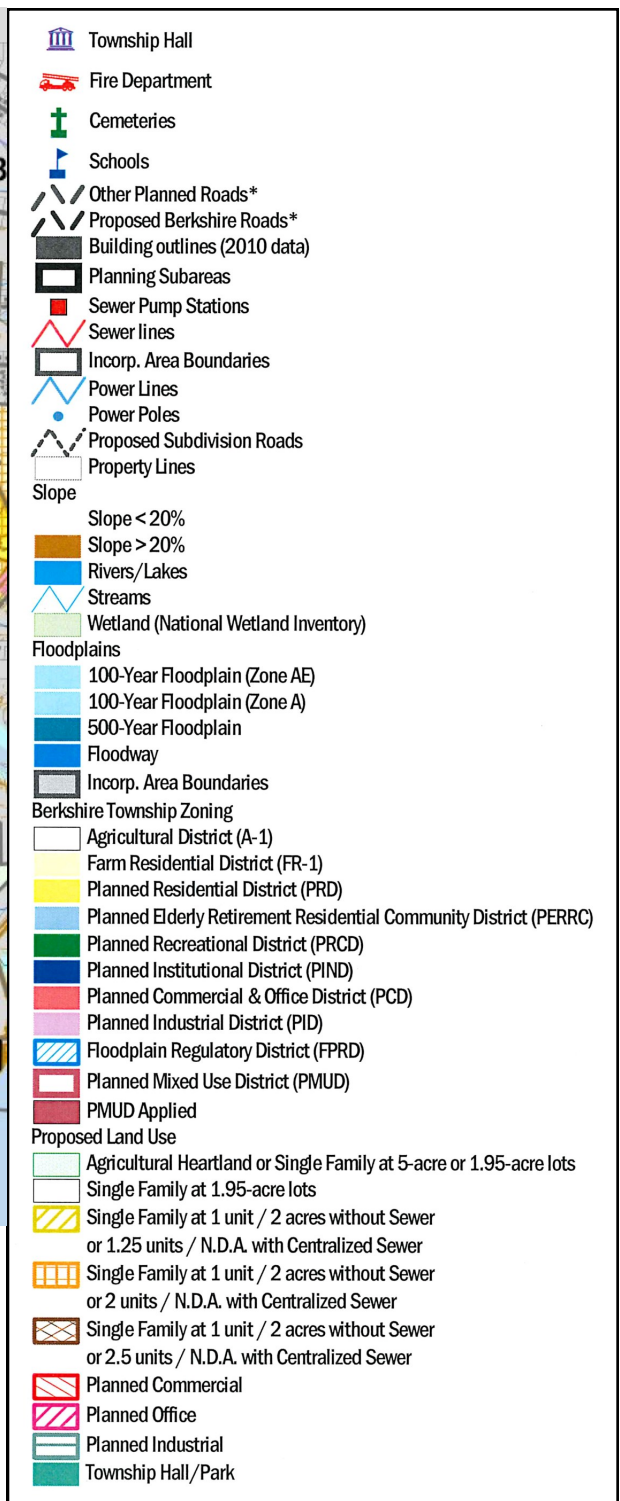 Township Hall
Fire Department
Cemeteries
Schools
Other Planned Roads*
Proposed Berkshire Roads*
Building outlines (2010 data)
Planning Subareas
Sewer Pump Stations
Sewer lines
Incorp. Area Boundaries
Power Lines
Power Poles
Proposed Subdivision Roads
Property Lines
Slope
Slope < 20%
Slope > 20%
Rivers/Lakes
Streams
Wetland (National Wetland Inventory)
Floodplains
100-Year Floodplain (Zone AE)
100-Year Floodplain (Zone A)
500-Year Floodplain
Floodway
Incorp. Area Boundaries
Berkshire Township Zoning
Agricultural District (A-1)
Farm Residential District (FR-1)
Planned Residential District (PRD)
Planned Elderly Retirement Residential Community District (PERRC)
Planned Recreational District (PRCD)
Planned Institutional District (PIND)
Planned Commercial & Office District (PCD)
Planned Industrial District (PID)
Floodplain Regulatory District (FPRD)
Planned Mixed Use District (PMUD)
PMUD Applied
Proposed Land Use
Agricultural Heartland or Single Family at 5-acre or 1.95-acre lots
Single Family at 1.95-acre lots
Single Family at 1 unit / 2 acres without Sewer
or 1.25 units / N.D.A. with Centralized Sewer
Single Family at 1 unit / 2 acres without Sewer
or 2 units / N.D.A. with Centralized Sewer
Single Family at 1 unit / 2 acres without Sewer
or 2.5 units / N.D.A. with Centralized Sewer
Planned Commercial
Planned Office
Planned Industrial
Township Hall/Park